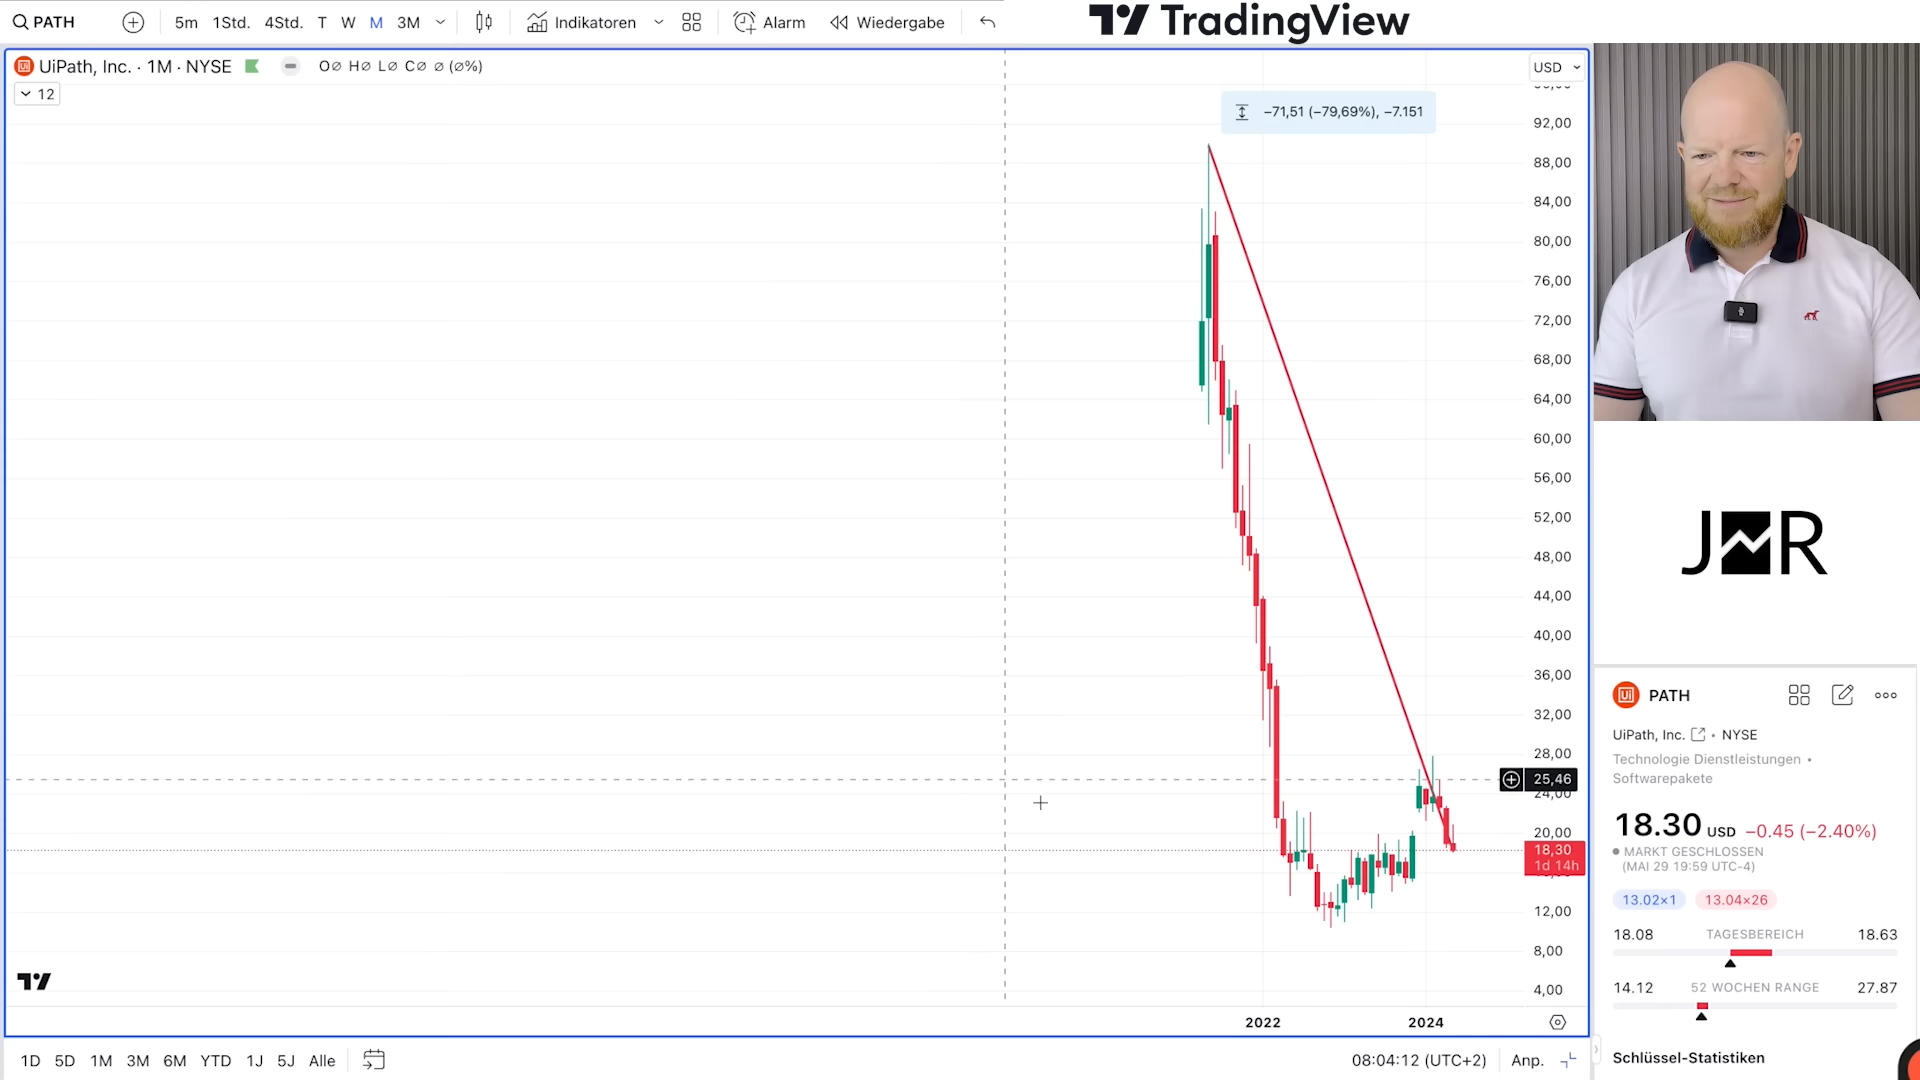 PATH
5m 1Std. 4Std. T W M 3M
Indikatoren
Alarm
Wiedergabe
TradingView
UiPath, Inc. · 1M · NYSE
O∅ H∅ L∅ C∅ ∅ (∅%)
12
USD
−71,51 (−79,69%), −7.151
92,00
88,00
84,00
80,00
76,00
72,00
68,00
64,00
60,00
56,00
52,00
48,00
44,00
40,00
36,00
32,00
28,00
25,46
24,00
20,00
18,30
1d 14h
12,00
8,00
4,00
2022
2024
1D 5D 1M 3M 6M YTD 1J 5J Alle
08:04:12 (UTC+2)
Anp.
JMR
PATH
UiPath, Inc. • NYSE
Technologie Dienstleistungen •
Softwarepakete
18.30 USD −0.45 (−2.40%)
MARKT GESCHLOSSEN
(MAI 29 19:59 UTC-4)
13.02×1 13.04×26
18.08 TAGESBEREICH 18.63
14.12 52 WOCHEN RANGE 27.87
Schlüssel-Statistiken